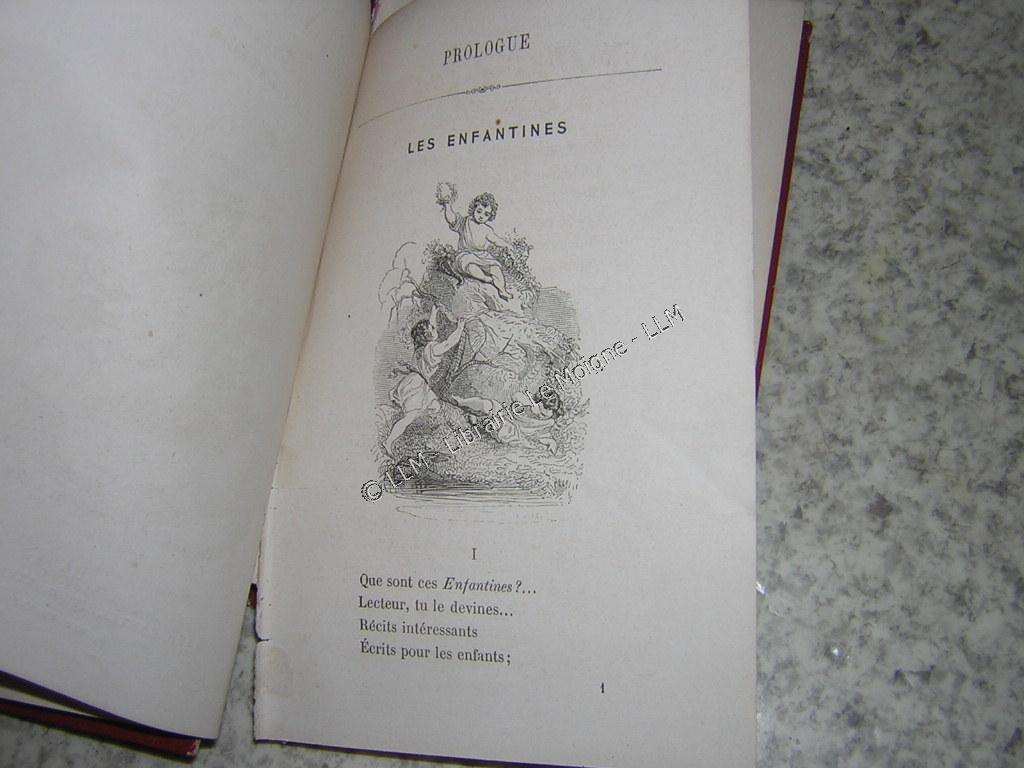 PROLOGUE
LES ENFANTINES
© LLM - Librairie Le Moigne - LLM
I
Que sont ces Enfantines?...
Lecteur, tu le devines...
Récits intéressants
Écrits pour les enfants;
1